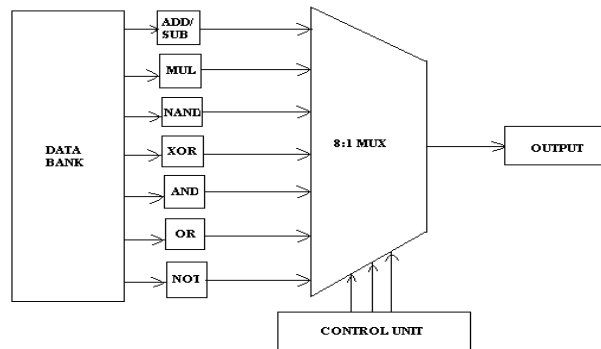 ADD/
SUB
MUL
NAND
XOR
AND
OR
NOT
DATA
BANK
8:1 MUX
OUTPUT
CONTROL UNIT